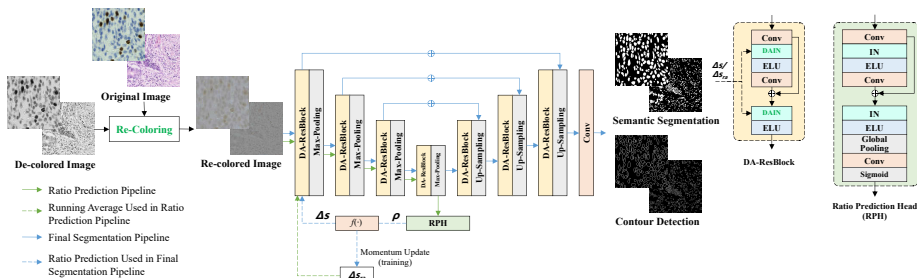 Original Image
Re-Coloring
De-colored Image
Re-colored Image
Ratio Prediction Pipeline
Running Average Used in Ratio
Prediction Pipeline
Final Segmentation Pipeline
Ratio Prediction Used in Final
Segmentation Pipeline
DA-ResBlock
Max-Pooling
DA-ResBlock
Max-Pooling
DA-ResBlock
Max-Pooling
DA-ResBlock
Max-Pooling
DA-ResBlock
Up-Sampling
DA-ResBlock
Up-Sampling
DA-ResBlock
Up-Sampling
Conv
Δs
f(·)
ρ
RPH
Momentum Update
(training)
Semantic Segmentation
Contour Detection
Δs/
Conv
DAIN
ELU
Conv
DAIN
ELU
DA-ResBlock
Conv
IN
ELU
Conv
IN
ELU
Global
Pooling
Conv
Sigmoid
Ratio Prediction Head
(RPH)